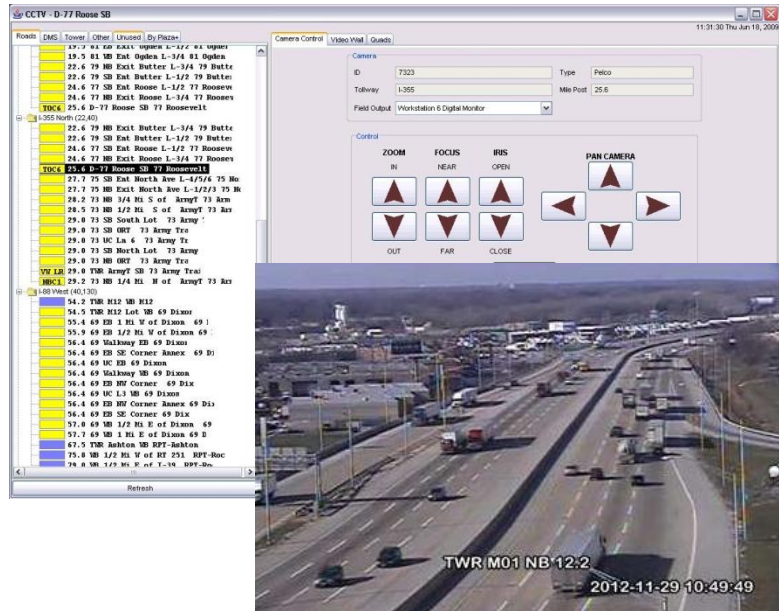 CCTV - D-77 Roose SB
11:31:30 Thu Jun 18, 2009
Roads DMS Tower Other Unused By Plaza+
Camera Control Video Wall Quads
19.5 81 EB Exit Ogden L-1/2 81 Ogden
19.5 81 WB Ent Ogden L-3/4 81 Ogden
22.6 79 NB Exit Butter L-3/4 79 Butte
22.6 79 SB Ent Butter L-1/2 79 Butte
24.6 77 SB Ent Roose L-1/2 77 Roosev
24.6 77 NB Exit Roose L-3/4 77 Roosev
TOC6 25.6 D-77 Roose SB 77 Roosevelt
I-355 North (22,40)
22.6 79 NB Exit Butter L-3/4 79 Butte
22.6 79 SB Ent Butter L-1/2 79 Butte
24.6 77 SB Ent Roose L-1/2 77 Roosev
24.6 77 NB Exit Roose L-3/4 77 Roosev
TOC6 25.6 D-77 Roose SB 77 Roosevelt
27.7 75 SB Ent North Ave L-4/5/6 75 No
27.7 75 NB Exit North Ave L-1/2/3 75 N
28.2 73 NB 3/4 Mi S of ArmyT 73 Arm
28.5 73 NB 1/2 Mi S of ArmyT 73 Arm
29.0 73 SB South Lot 73 Army
29.0 73 SB ORT 73 Army Tra
29.0 73 UC Ln 6 73 Army Tr
29.0 73 SB North Lot 73 Army
29.0 73 NB ORT 73 Army Tra
VW LR 29.0 TWR ArmyT SB 73 Army Trai
NBC1 29.2 73 NB 1/4 Mi N of ArmyT 73 Arm
I-88 West (40,130)
54.2 TWR M12 WB M12
54.5 TWR M12 Lot WB 69 Dixon
55.4 69 EB 1 Mi W of Dixon 69
55.9 69 EB 1/2 Mi W of Dixon 69
56.4 69 Walkway EB 69 Dixon
56.4 69 EB SE Corner Annex 69 Di
56.4 69 UC EB 69 Dixon
56.4 69 Walkway WB 69 Dixon
56.4 69 EB NW Corner 69 Dix
56.4 69 UC L3 WB 69 Dixon
56.4 69 EB NW Corner Annex 69 Dix
56.4 69 EB SE Corner 69 Dix
57.0 69 WB 1/2 Mi E of Dixon 69
57.7 69 WB 1 Mi E of Dixon 69 D
67.5 TWR Ashton WB RPT-Ashton
75.8 WB 1/2 Mi W of RT 251 RPT-Roc
79.0 WB 1/2 Mi E of I-39 RPT-Ro
Refresh
Camera
ID 7323 Type Pelco
Tollway I-355 Mile Post 25.6
Field Output Workstation 6 Digital Monitor
Control
ZOOM FOCUS IRIS PAN CAMERA
IN NEAR OPEN
OUT FAR CLOSE
TWR M01 NB 12.2
2012-11-29 10:49:49